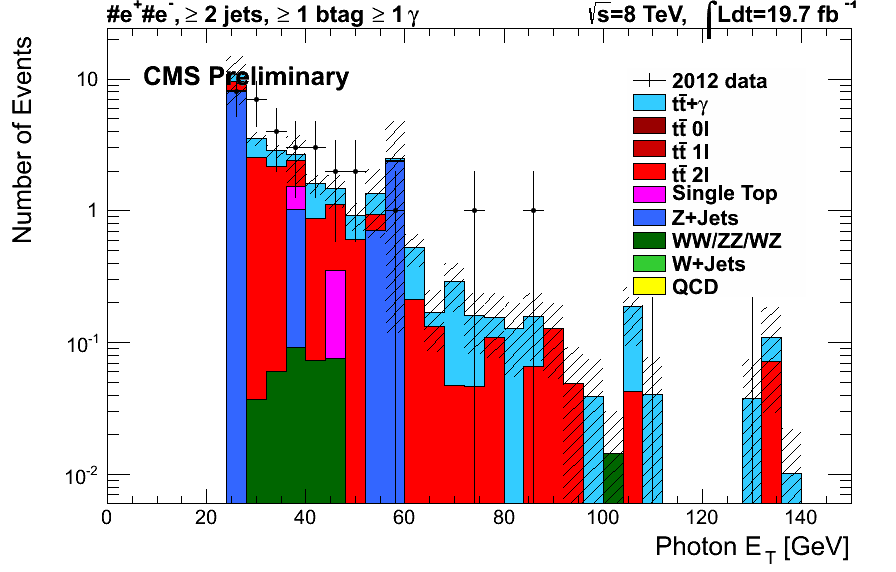 #e⁺#e⁻, ≥ 2 jets, ≥ 1 btag ≥ 1 γ √s=8 TeV, ∫Ldt=19.7 fb⁻¹
CMS Preliminary
2012 data
tt̄+γ
tt̄ 0l
tt̄ 1l
tt̄ 2l
Single Top
Z+Jets
WW/ZZ/WZ
W+Jets
QCD
Number of Events
10
1
10⁻¹
10⁻²
0 20 40 60 80 100 120 140
Photon E_T [GeV]